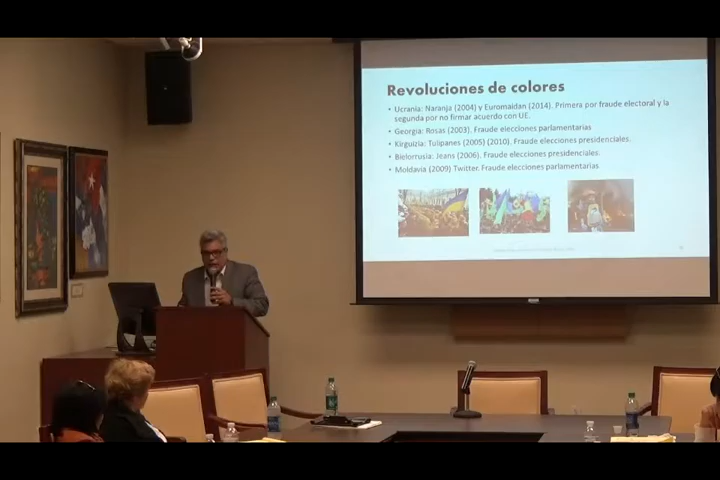 Revoluciones de colores
• Ucrania: Naranja (2004) y Euromaidan (2014). Primera por fraude electoral y la
segunda por no firmar acuerdo con UE.
• Georgia: Rosas (2003). Fraude elecciones parlamentarias
• Kirguizia: Tulipanes (2005) (2010). Fraude elecciones presidenciales.
• Bielorrusia: Jeans (2006). Fraude elecciones presidenciales.
• Moldavia (2009) Twitter. Fraude elecciones parlamentarias